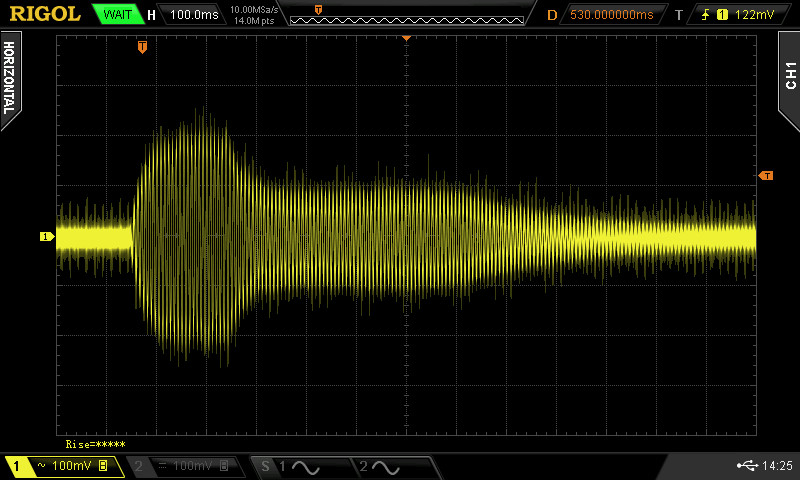 RIGOL WAIT H 100.0ms 10.00MSa/s 14.0M pts T D 530.000000ms T 1 122mV
T
HORIZONTAL
CH1
T
1
Rise=*****
1 ~ 100mV 2 100mV S 1 2 14:25